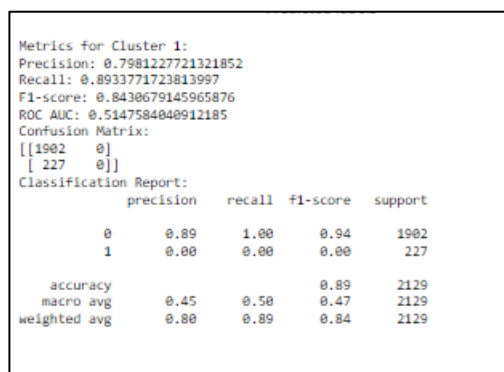 Metrics for Cluster 1:
Precision: 0.7981227721321852
Recall: 0.8933771723813997
F1-score: 0.8430679145965876
ROC AUC: 0.5147584040912185
Confusion Matrix:
[[1902 0]
[ 227 0]]
Classification Report:
precision recall f1-score support
0 0.89 1.00 0.94 1902
1 0.00 0.00 0.00 227
accuracy 0.89 2129
macro avg 0.45 0.50 0.47 2129
weighted avg 0.80 0.89 0.84 2129